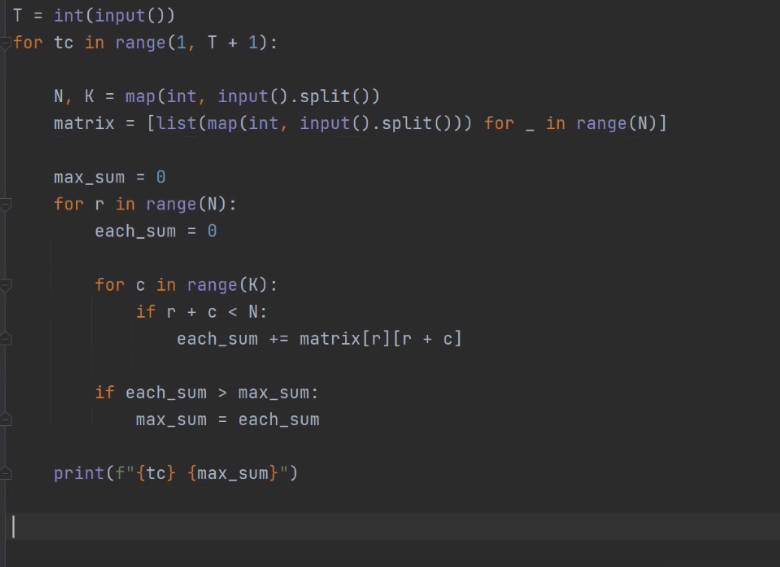 T = int(input())
for tc in range(1, T + 1):
    N, K = map(int, input().split())
    matrix = [list(map(int, input().split())) for _ in range(N)]
    max_sum = 0
    for r in range(N):
        each_sum = 0
        for c in range(K):
            if r + c < N:
                each_sum += matrix[r][r + c]
        if each_sum > max_sum:
            max_sum = each_sum
    print(f"{tc} {max_sum}")